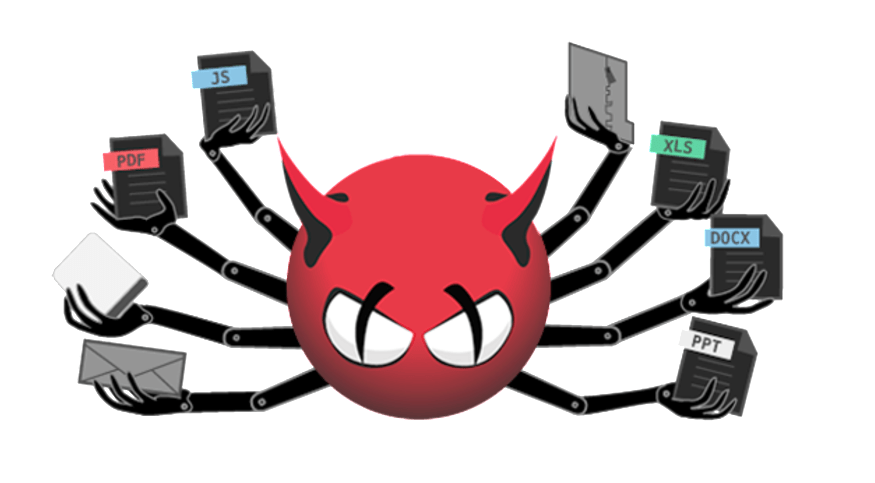 JS
PDF
XLS
DOCX
PPT